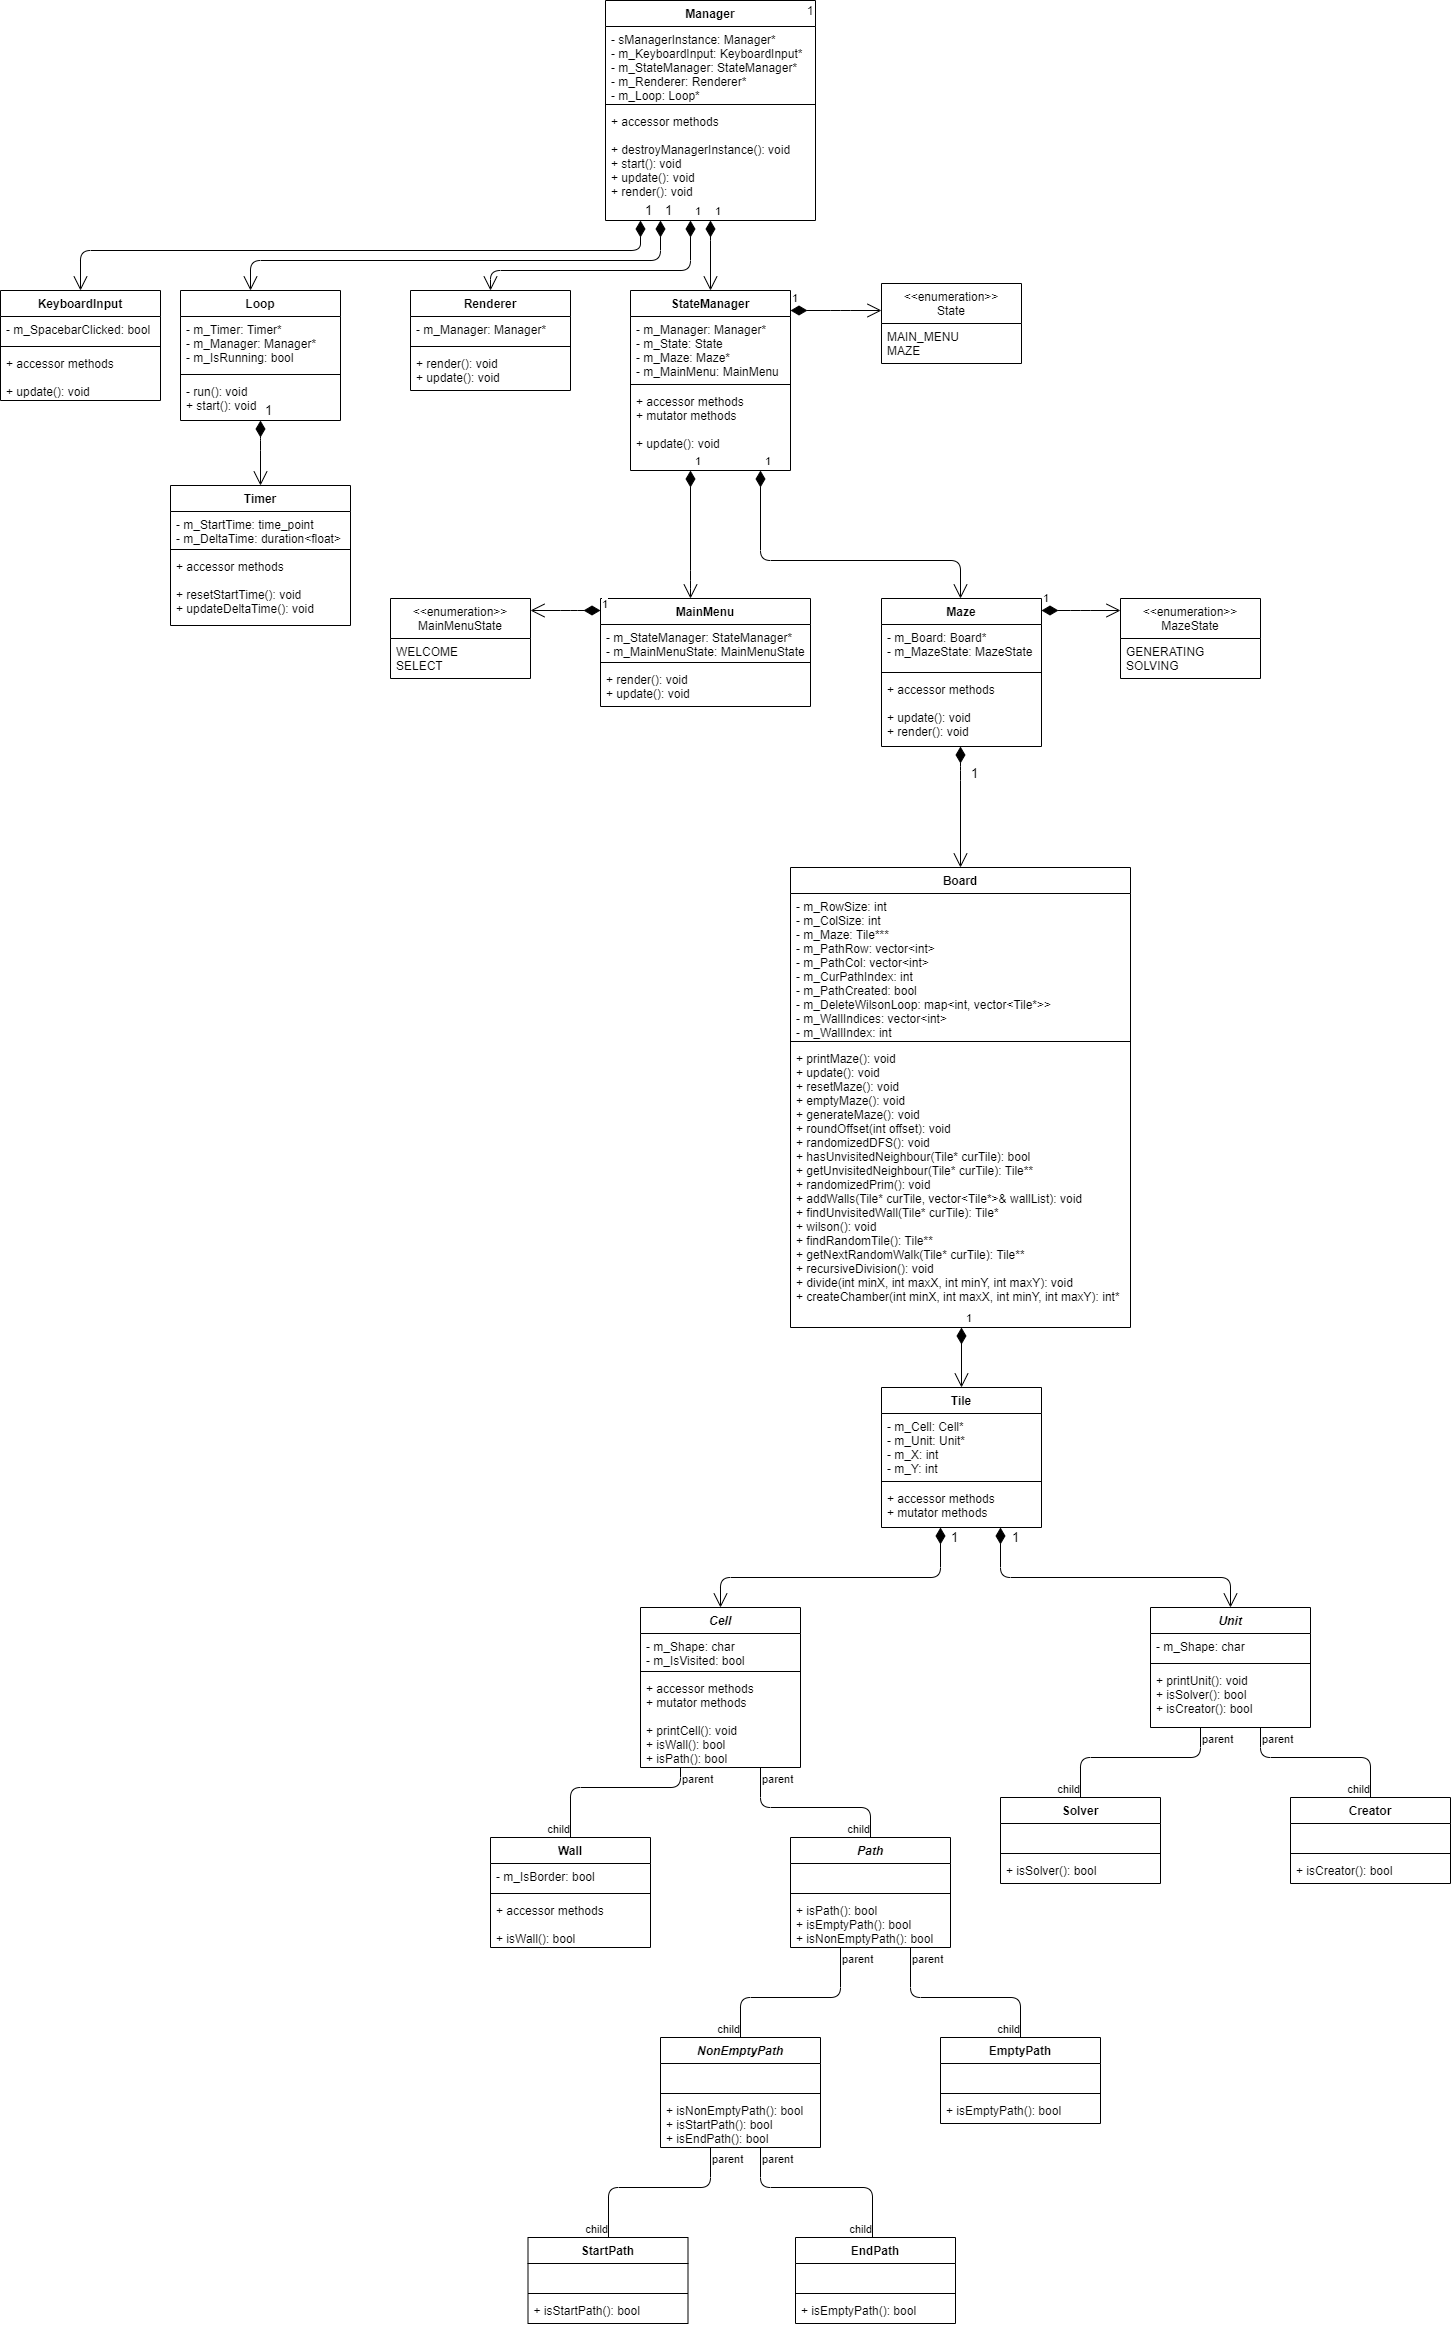 Manager
1
- sManagerInstance: Manager*
- m_KeyboardInput: KeyboardInput*
- m_StateManager: StateManager*
- m_Renderer: Renderer*
- m_Loop: Loop*
+ accessor methods
+ destroyManagerInstance(): void
+ start(): void
+ update(): void
+ render(): void
1
1
1
1
KeyboardInput
- m_SpacebarClicked: bool
+ accessor methods
+ update(): void
Loop
- m_Timer: Timer*
- m_Manager: Manager*
- m_IsRunning: bool
- run(): void
+ start(): void
1
Renderer
- m_Manager: Manager*
+ render(): void
+ update(): void
StateManager
- m_Manager: Manager*
- m_State: State
- m_Maze: Maze*
- m_MainMenu: MainMenu
+ accessor methods
+ mutator methods
+ update(): void
1
1
1
<<enumeration>>
State
MAIN_MENU
MAZE
Timer
- m_StartTime: time_point
- m_DeltaTime: duration<float>
+ accessor methods
+ resetStartTime(): void
+ updateDeltaTime(): void
<<enumeration>>
MainMenuState
WELCOME
SELECT
1
MainMenu
- m_StateManager: StateManager*
- m_MainMenuState: MainMenuState
+ render(): void
+ update(): void
Maze
- m_Board: Board*
- m_MazeState: MazeState
+ accessor methods
+ update(): void
+ render(): void
1
1
<<enumeration>>
MazeState
GENERATING
SOLVING
Board
- m_RowSize: int
- m_ColSize: int
- m_Maze: Tile***
- m_PathRow: vector<int>
- m_PathCol: vector<int>
- m_CurPathIndex: int
- m_PathCreated: bool
- m_DeleteWilsonLoop: map<int, vector<Tile*>>
- m_WallIndices: vector<int>
- m_WallIndex: int
+ printMaze(): void
+ update(): void
+ resetMaze(): void
+ emptyMaze(): void
+ generateMaze(): void
+ roundOffset(int offset): void
+ randomizedDFS(): void
+ hasUnvisitedNeighbour(Tile* curTile): bool
+ getUnvisitedNeighbour(Tile* curTile): Tile**
+ randomizedPrim(): void
+ addWalls(Tile* curTile, vector<Tile*>& wallList): void
+ findUnvisitedWall(Tile* curTile): Tile*
+ wilson(): void
+ findRandomTile(): Tile**
+ getNextRandomWalk(Tile* curTile): Tile**
+ recursiveDivision(): void
+ divide(int minX, int maxX, int minY, int maxY): void
+ createChamber(int minX, int maxX, int minY, int maxY): int*
1
Tile
- m_Cell: Cell*
- m_Unit: Unit*
- m_X: int
- m_Y: int
+ accessor methods
+ mutator methods
1
1
Cell
- m_Shape: char
- m_IsVisited: bool
+ accessor methods
+ mutator methods
+ printCell(): void
+ isWall(): bool
+ isPath(): bool
parent
parent
Unit
- m_Shape: char
+ printUnit(): void
+ isSolver(): bool
+ isCreator(): bool
parent
parent
child
Solver
+ isSolver(): bool
child
Creator
+ isCreator(): bool
child
Wall
- m_IsBorder: bool
+ accessor methods
+ isWall(): bool
child
Path
+ isPath(): bool
+ isEmptyPath(): bool
+ isNonEmptyPath(): bool
parent
parent
child
NonEmptyPath
+ isNonEmptyPath(): bool
+ isStartPath(): bool
+ isEndPath(): bool
parent
parent
child
EmptyPath
+ isEmptyPath(): bool
child
StartPath
+ isStartPath(): bool
child
EndPath
+ isEmptyPath(): bool